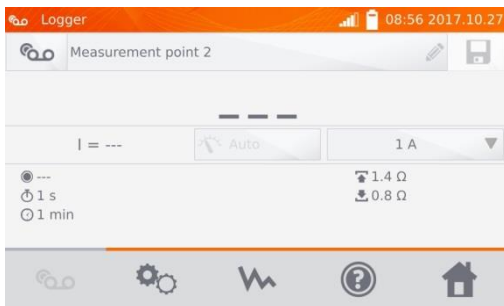 Logger 08:56 2017.10.27
Measurement point 2
---
I = --- Auto 1 A
--- 1.4 Ω
1 s 0.8 Ω
1 min
?